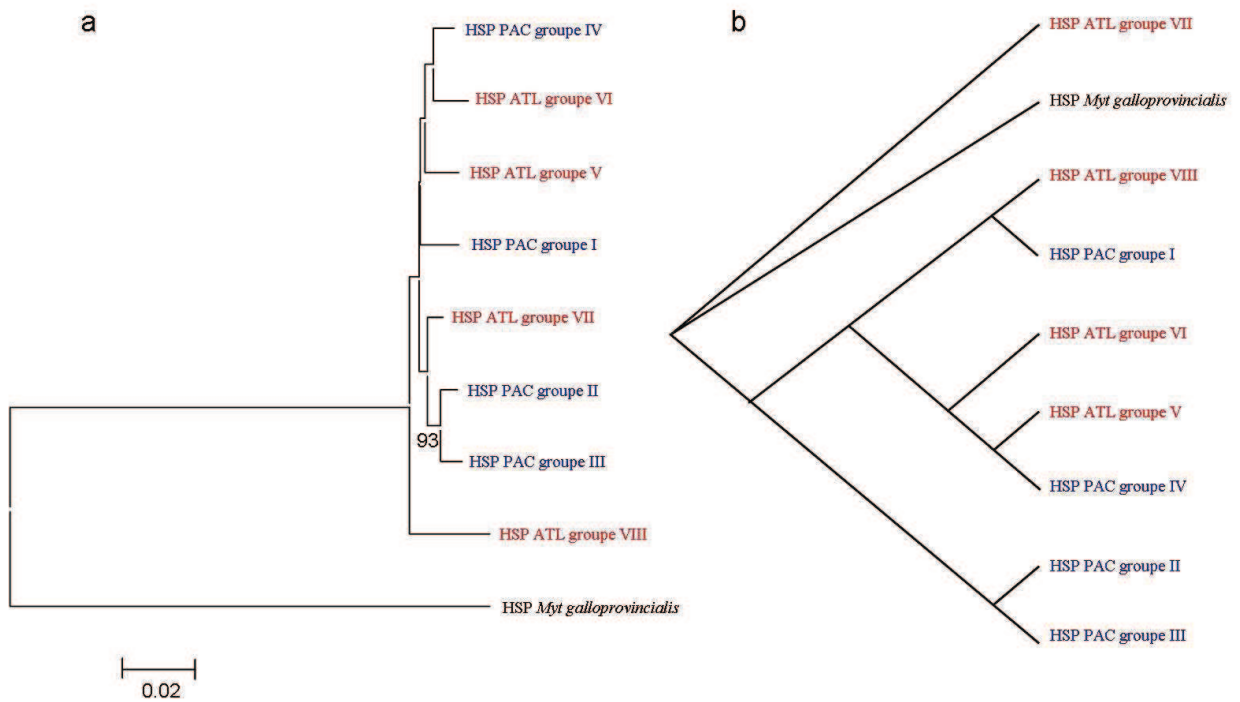 a
HSP PAC groupe IV
HSP ATL groupe VI
HSP ATL groupe V
HSP PAC groupe I
HSP ATL groupe VII
HSP PAC groupe II
93
HSP PAC groupe III
HSP ATL groupe VIII
HSP Myt galloprovincialis
0.02
b
HSP ATL groupe VII
HSP Myt galloprovincialis
HSP ATL groupe VIII
HSP PAC groupe I
HSP ATL groupe VI
HSP ATL groupe V
HSP PAC groupe IV
HSP PAC groupe II
HSP PAC groupe III